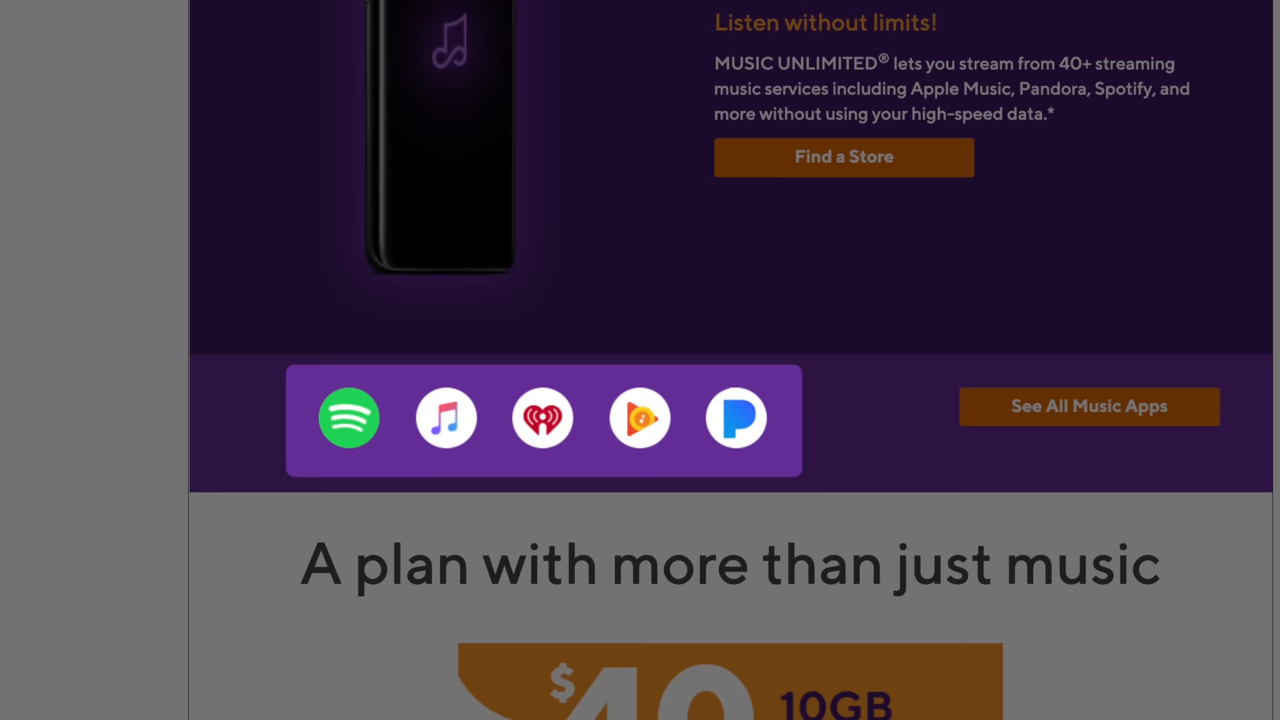 Listen without limits!
MUSIC UNLIMITED® lets you stream from 40+ streaming
music services including Apple Music, Pandora, Spotify, and
more without using your high-speed data.*
Find a Store
See All Music Apps
A plan with more than just music
$40 10GB